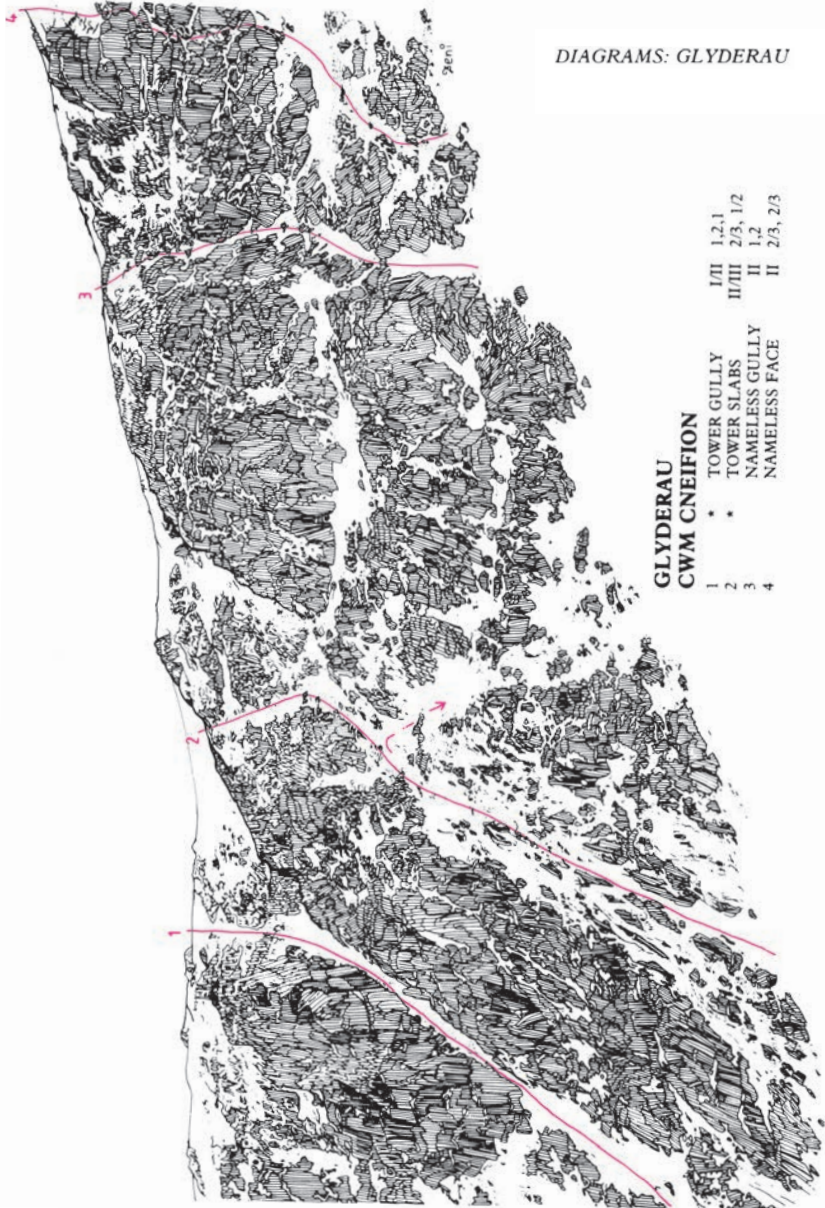 DIAGRAMS: GLYDERAU
GLYDERAU
CWM CNEIFION
1 * TOWER GULLY I/II 1,2,1
2 * TOWER SLABS II/III 2/3, 1/2
3 NAMELESS GULLY II 1,2
4 NAMELESS FACE II 2/3, 2/3
1
2
3
4